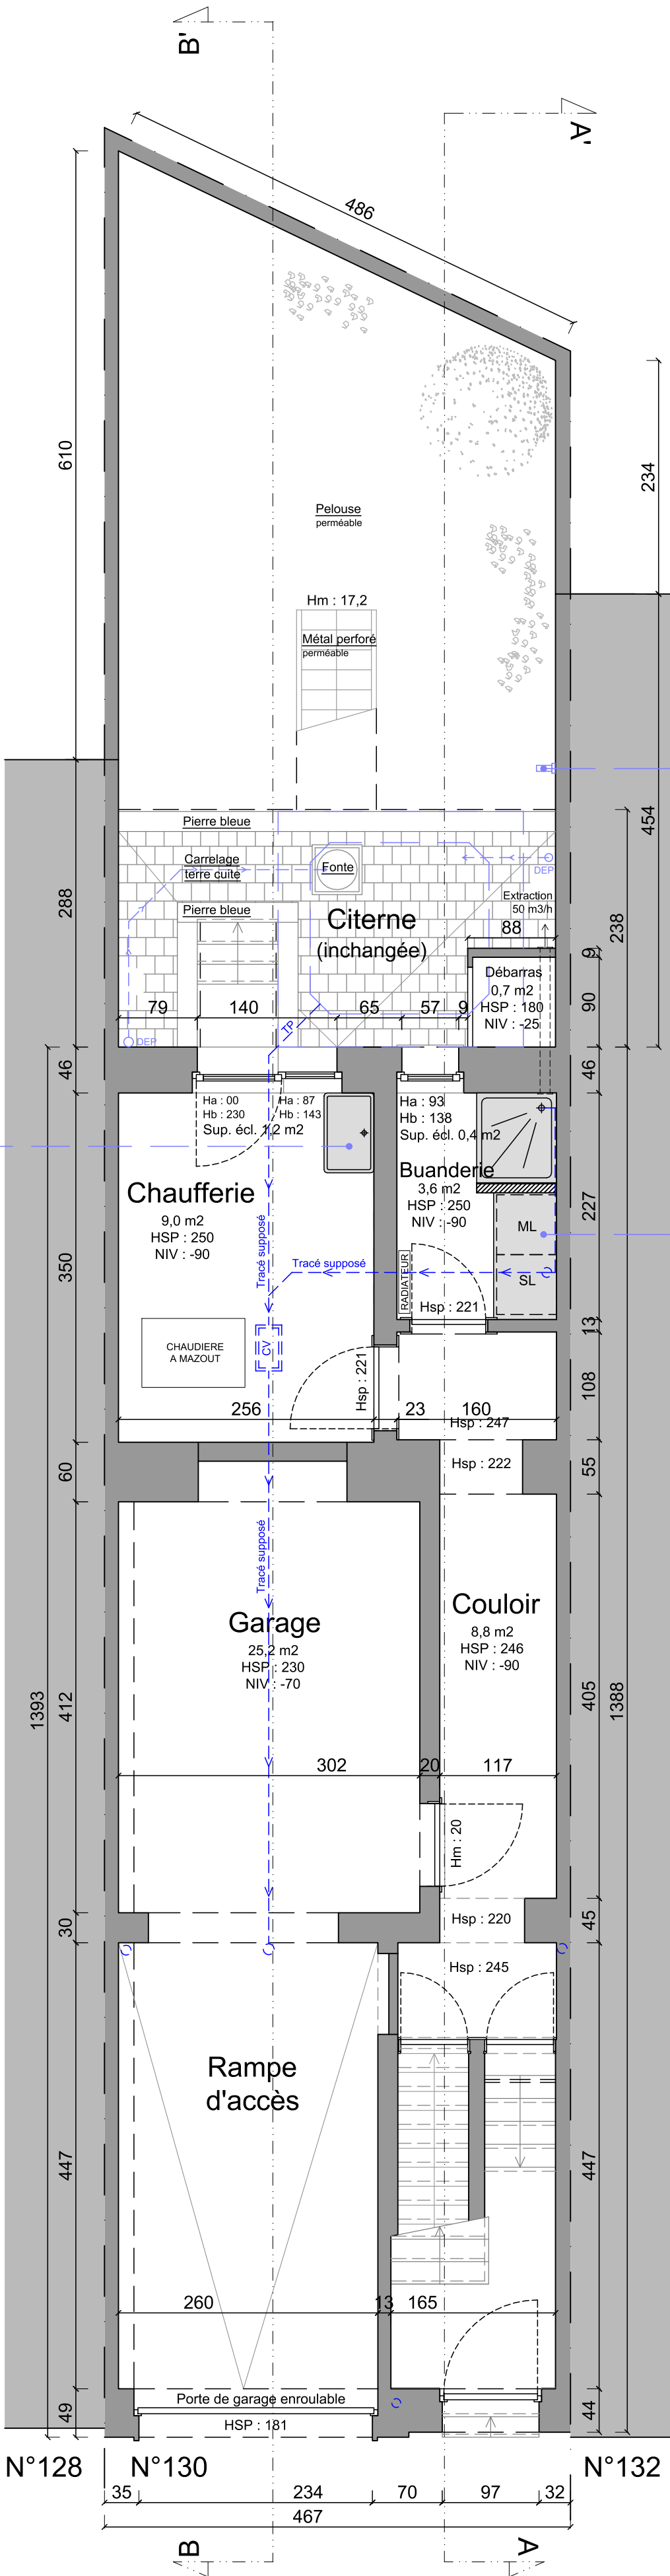 B'
A'
486
610
234
Pelouse
perméable
Hm : 17,2
Métal perforé
perméable
454
Pierre bleue
Carrelage
terre cuite
Fonte
DEP
Extraction
50 m3/h
288
238
Pierre bleue
Citerne
(inchangée)
88
9
Débarras
0,7 m2
HSP : 180
NIV : -25
90
79
140
65
57
9
TP
DEP
46
46
Ha : 00
Hb : 230
Sup. écl. 1,2 m2
Ha : 87
Hb : 143
Ha : 93
Hb : 138
Sup. écl. 0,4 m2
Chaufferie
9,0 m2
HSP : 250
NIV : -90
Buanderie
3,6 m2
HSP : 250
NIV : -90
227
ML
SL
350
Tracé supposé
Tracé supposé
RADIATEUR
Hsp : 221
13
CHAUDIERE
A MAZOUT
CV
Hsp : 221
108
256
23
160
Hsp : 247
60
Hsp : 222
55
Tracé supposé
Garage
25,2 m2
HSP : 230
NIV : -70
Couloir
8,8 m2
HSP : 246
NIV : -90
1393
412
405
1388
302
20
117
Hm : 20
30
Hsp : 220
45
Hsp : 245
Rampe
d'accès
447
447
260
13
165
Porte de garage enroulable
HSP : 181
49
44
N°128
N°130
N°132
35
234
70
97
32
467
B
A